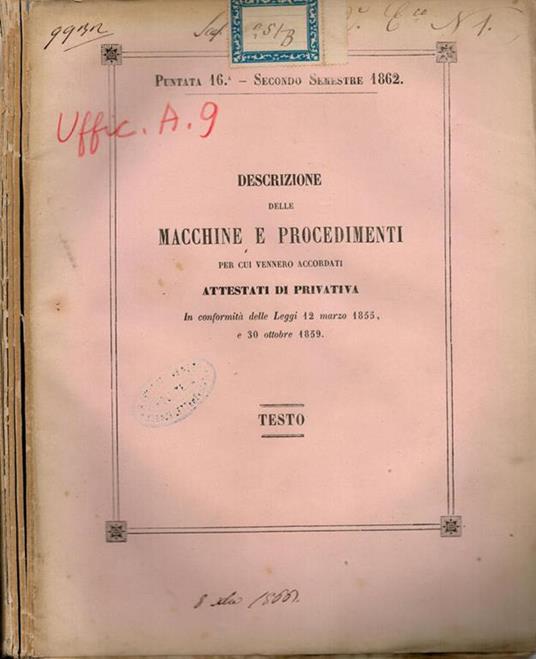 Puntata 16.ª – Secondo Semestre 1862.
Uffic. A. 9
DESCRIZIONE
DELLE
MACCHINE E PROCEDIMENTI
PER CUI VENNERO ACCORDATI
ATTESTATI DI PRIVATIVA
In conformità delle Leggi 12 marzo 1855,
e 30 ottobre 1859.
TESTO